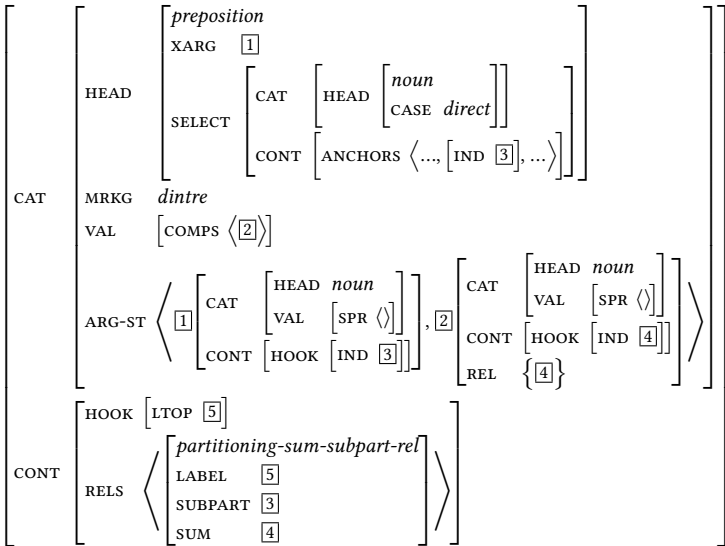 preposition
XARG 1
HEAD
noun
CAT HEAD
CASE direct
SELECT
CONT [ANCHORS ⟨…, [IND 3], …⟩]
CAT
MRKG dintre
VAL [COMPS ⟨2⟩]
HEAD noun
HEAD noun
CAT
CAT
VAL [SPR ⟨⟩]
VAL [SPR ⟨⟩]
ARG-ST ⟨ 1 , 2 ⟩
CONT [HOOK [IND 4]]
CONT [HOOK [IND 3]]
REL {4}
HOOK [LTOP 5]
partitioning-sum-subpart-rel
CONT
LABEL 5
RELS
SUBPART 3
SUM 4